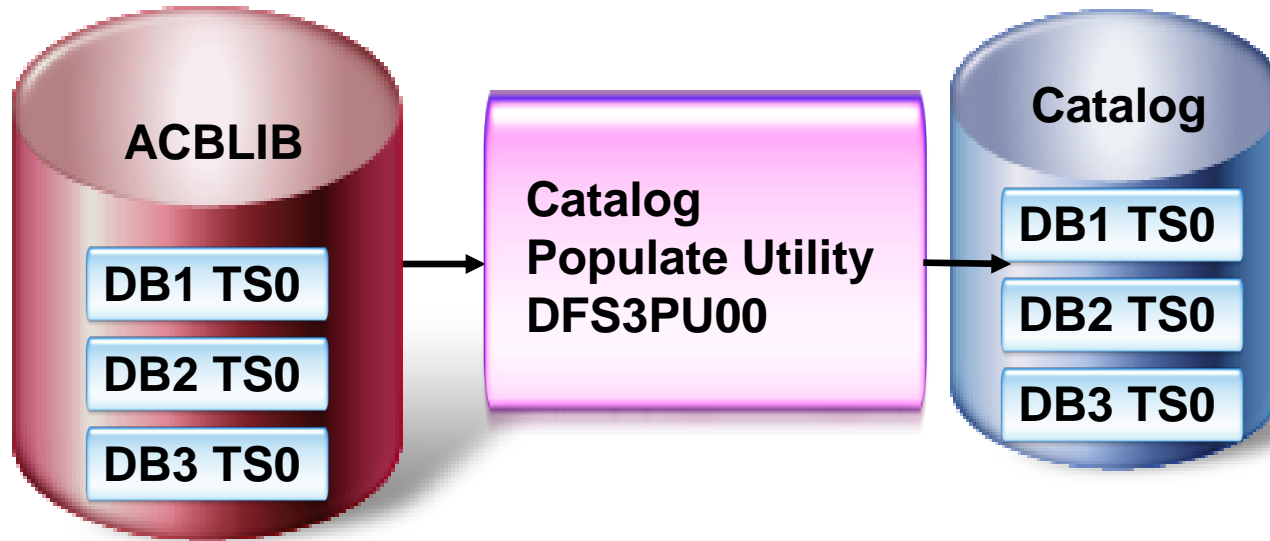 ACBLIB
DB1 TS0
DB2 TS0
DB3 TS0
Catalog
Populate Utility
DFS3PU00
Catalog
DB1 TS0
DB2 TS0
DB3 TS0